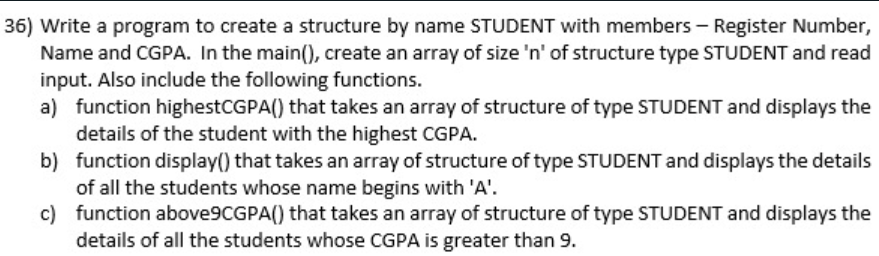 36) Write a program to create a structure by name STUDENT with members – Register Number,
Name and CGPA. In the main(), create an array of size 'n' of structure type STUDENT and read
input. Also include the following functions.
a) function highestCGPA() that takes an array of structure of type STUDENT and displays the
details of the student with the highest CGPA.
b) function display() that takes an array of structure of type STUDENT and displays the details
of all the students whose name begins with 'A'.
c) function above9CGPA() that takes an array of structure of type STUDENT and displays the
details of all the students whose CGPA is greater than 9.